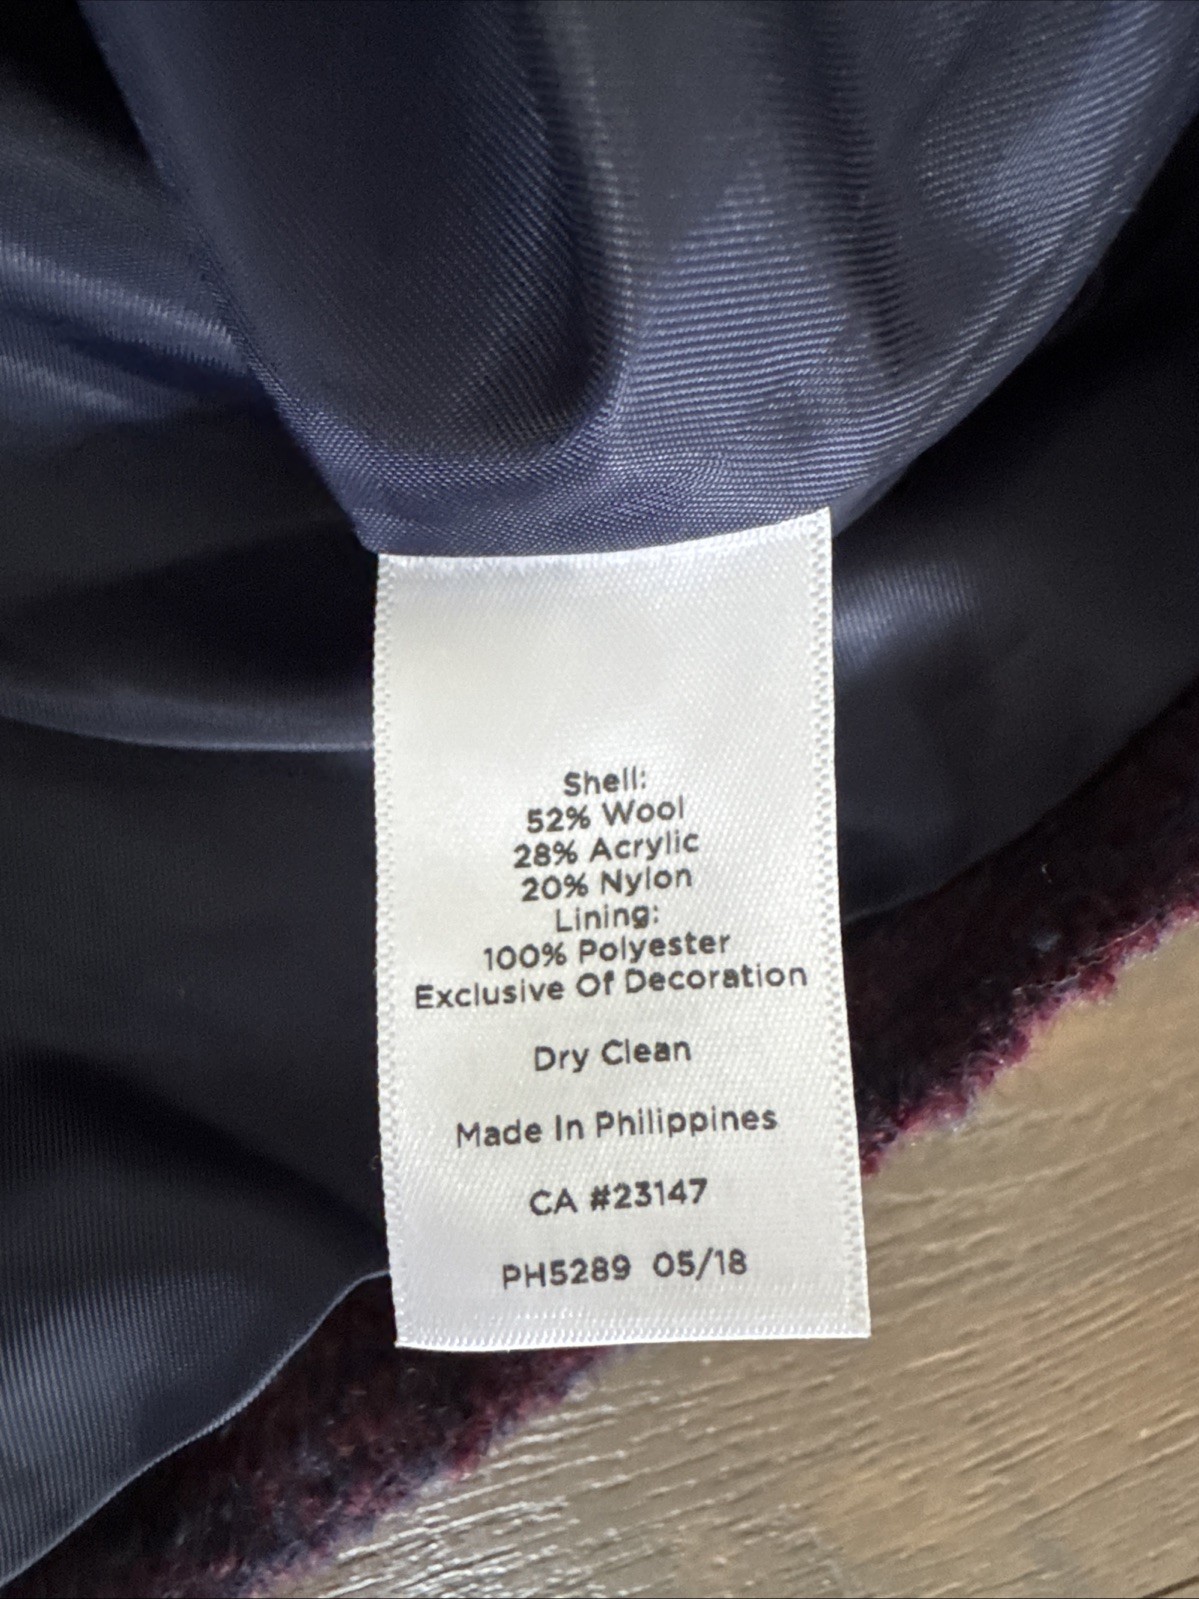 Shell:
52% Wool
28% Acrylic
20% Nylon
Lining:
100% Polyester
Exclusive Of Decoration
Dry Clean
Made In Philippines
CA #23147
PH5289 05/18